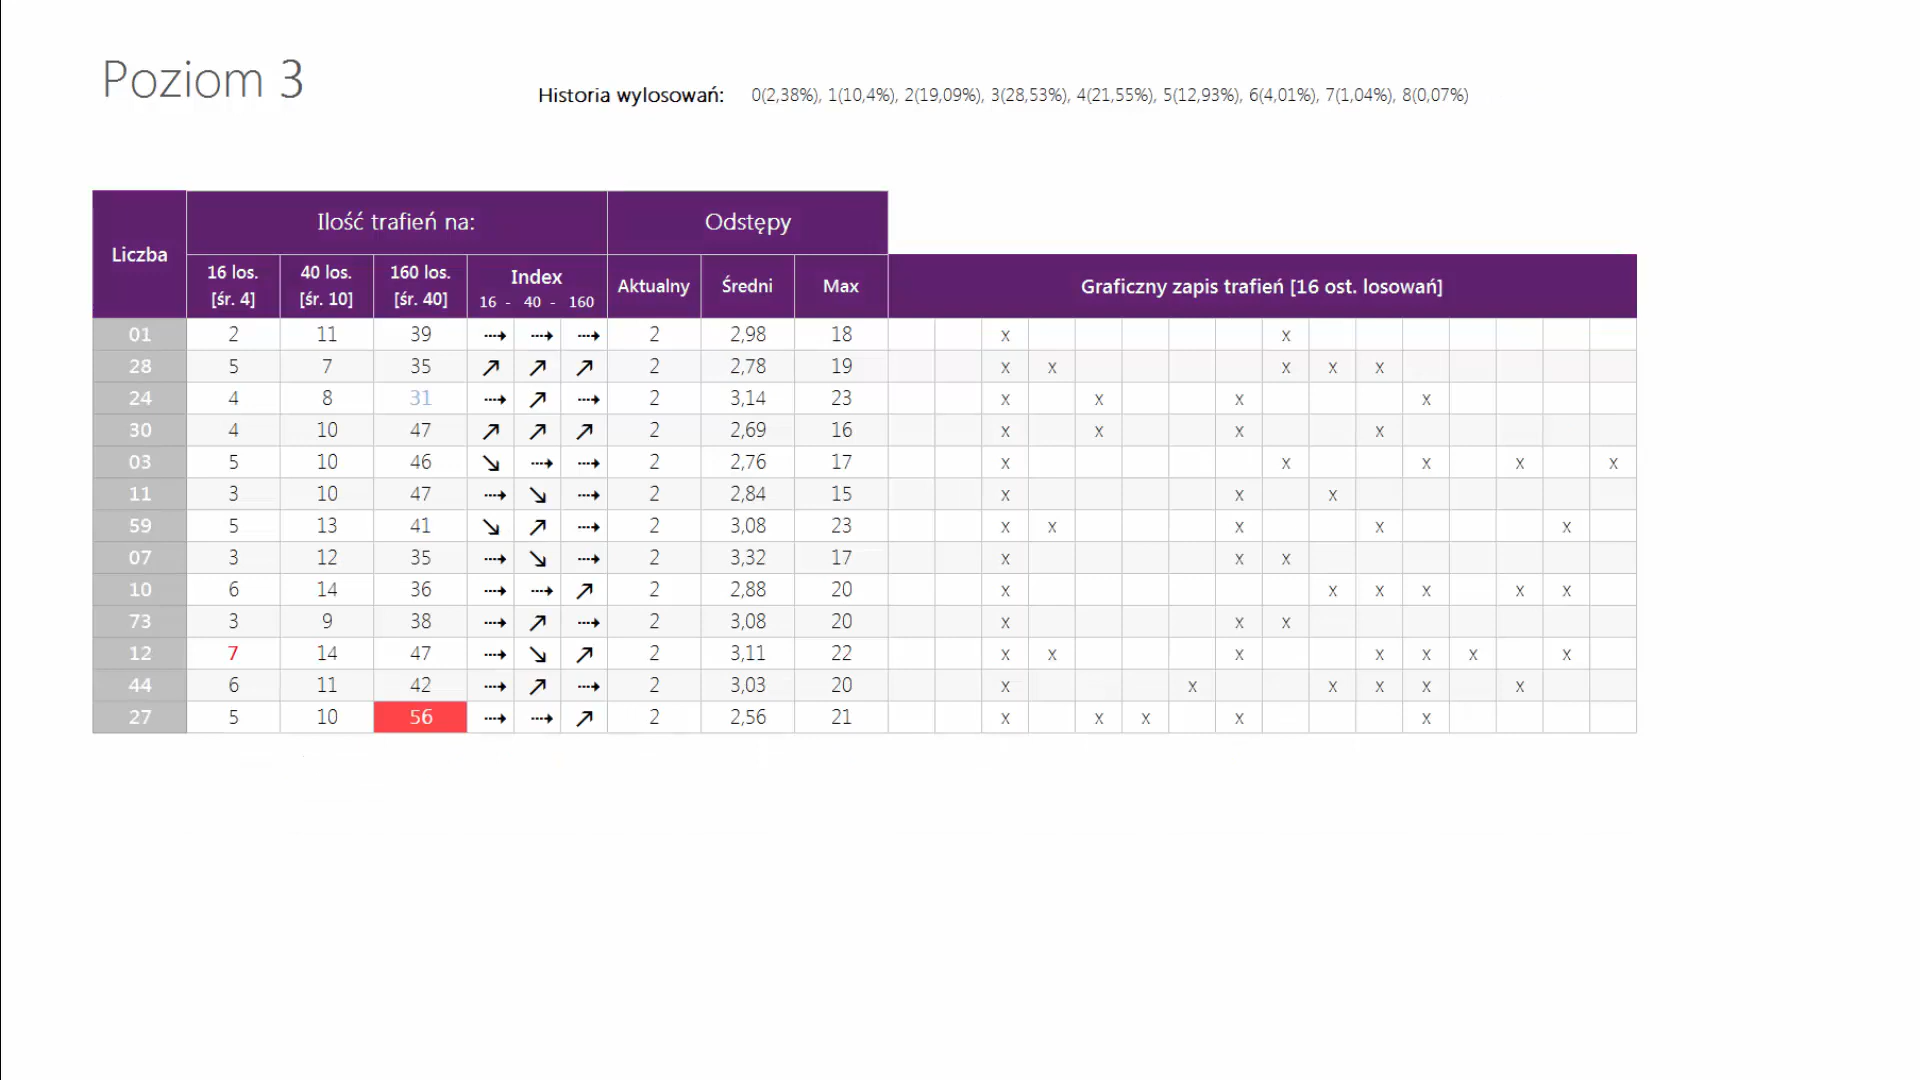 Poziom 3
Historia wylosowań: 0(2,38%), 1(10,4%), 2(19,09%), 3(28,53%), 4(21,55%), 5(12,93%), 6(4,01%), 7(1,04%), 8(0,07%)
Liczba Ilość trafień na: Odstępy
16 los. [śr. 4] 40 los. [śr. 10] 160 los. [śr. 40] Index 16 - 40 - 160 Aktualny Średni Max Graficzny zapis trafień [16 ost. losowań]
01 2 11 39 ⇢ ⇢ ⇢ 2 2,98 18 x x
28 5 7 35 ↗ ↗ ↗ 2 2,78 19 x x x x x
24 4 8 31 ⇢ ↗ ⇢ 2 3,14 23 x x x x
30 4 10 47 ↗ ↗ ↗ 2 2,69 16 x x x x
03 5 10 46 ↘ ⇢ ⇢ 2 2,76 17 x x x x x
11 3 10 47 ⇢ ↘ ⇢ 2 2,84 15 x x x
59 5 13 41 ↘ ↗ ⇢ 2 3,08 23 x x x x x
07 3 12 35 ⇢ ↘ ⇢ 2 3,32 17 x x x
10 6 14 36 ⇢ ⇢ ↗ 2 2,88 20 x x x x x x
73 3 9 38 ⇢ ↗ ⇢ 2 3,08 20 x x x
12 7 14 47 ⇢ ↘ ↗ 2 3,11 22 x x x x x x x
44 6 11 42 ⇢ ↗ ⇢ 2 3,03 20 x x x x x x
27 5 10 56 ⇢ ⇢ ↗ 2 2,56 21 x x x x x